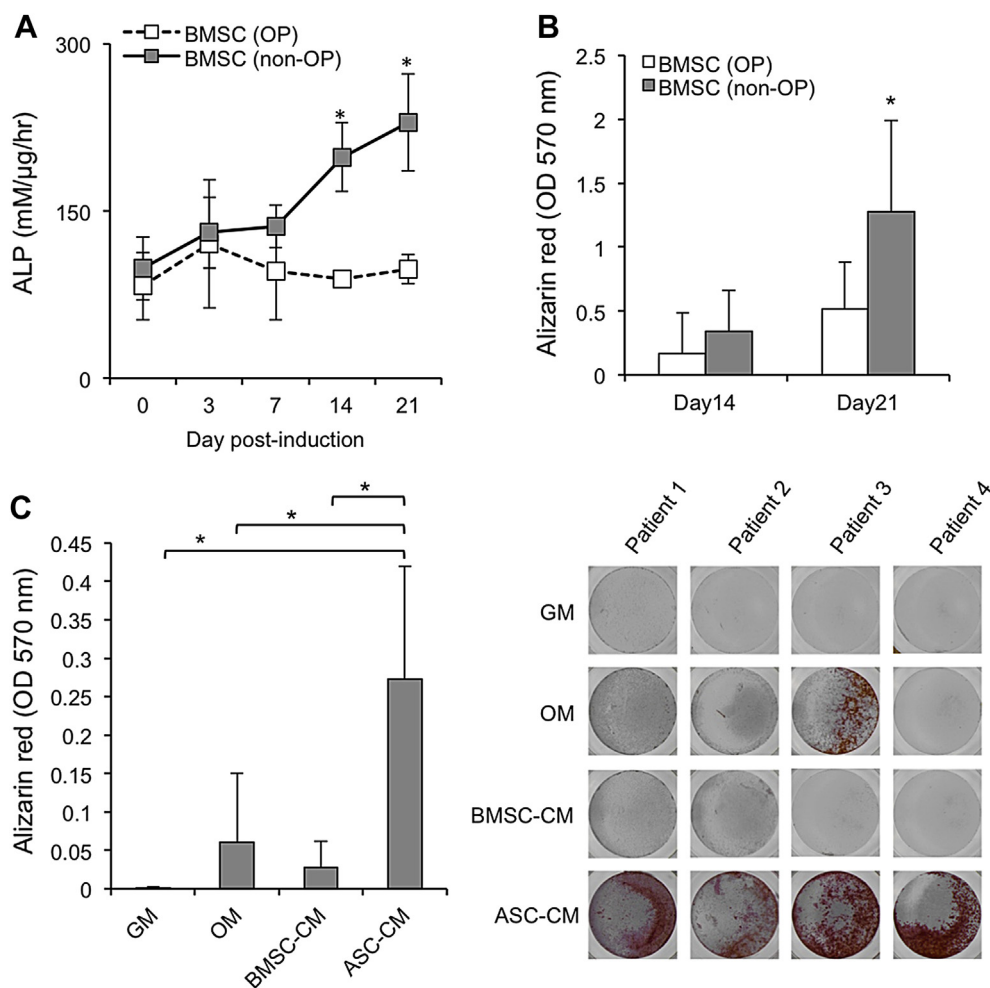 A
BMSC (OP)
BMSC (non-OP)
300
150
0
ALP (mM/µg/hr)
*
*
0 3 7 14 21
Day post-induction
B
BMSC (OP)
BMSC (non-OP)
2.5
2
1.5
1
0.5
0
Alizarin red (OD 570 nm)
*
Day14 Day21
C
*
*
*
0.45
0.4
0.35
0.3
0.25
0.2
0.15
0.1
0.05
0
Alizarin red (OD 570 nm)
GM OM BMSC-CM ASC-CM
Patient 1 Patient 2 Patient 3 Patient 4
GM
OM
BMSC-CM
ASC-CM